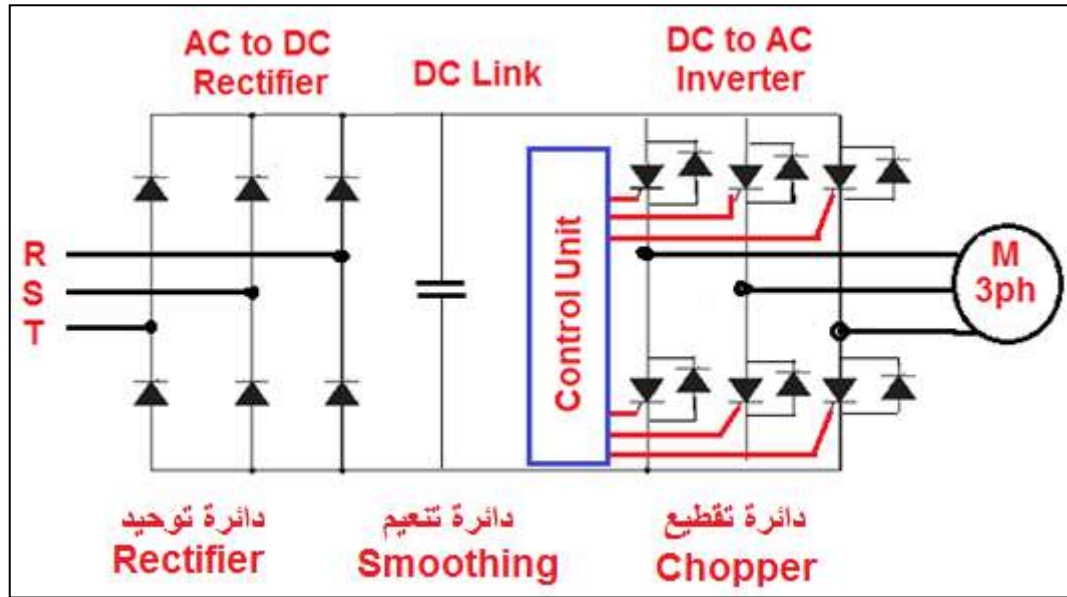 AC to DC
Rectifier
DC Link
DC to AC
Inverter
R
S
T
Control Unit
M
3ph
دائرة توحيد
Rectifier
دائرة تنعيم
Smoothing
دائرة تقطيع
Chopper